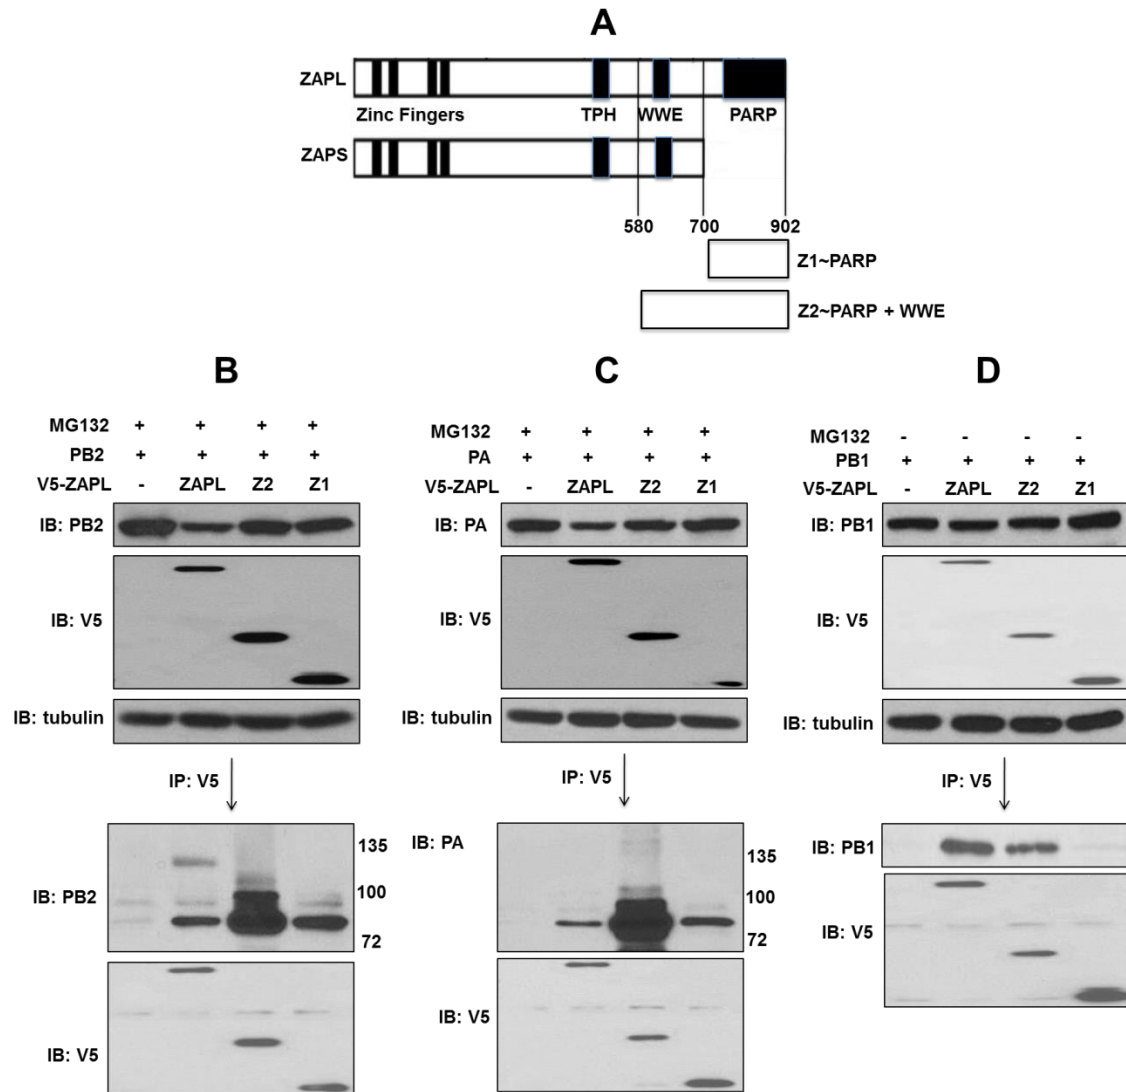 A
ZAPL
Zinc Fingers TPH WWE PARP
ZAPS
580 700 902
Z1~PARP
Z2~PARP + WWE
B
MG132 + + + +
PB2 + + + +
V5-ZAPL - ZAPL Z2 Z1
IB: PB2
IB: V5
IB: tubulin
IP: V5
IB: PB2
135
100
72
IB: V5
C
MG132 + + + +
PA + + + +
V5-ZAPL - ZAPL Z2 Z1
IB: PA
IB: V5
IB: tubulin
IP: V5
IB: PA
135
100
72
IB: V5
D
MG132 - - - -
PB1 + + + +
V5-ZAPL - ZAPL Z2 Z1
IB: PB1
IB: V5
IB: tubulin
IP: V5
IB: PB1
IB: V5